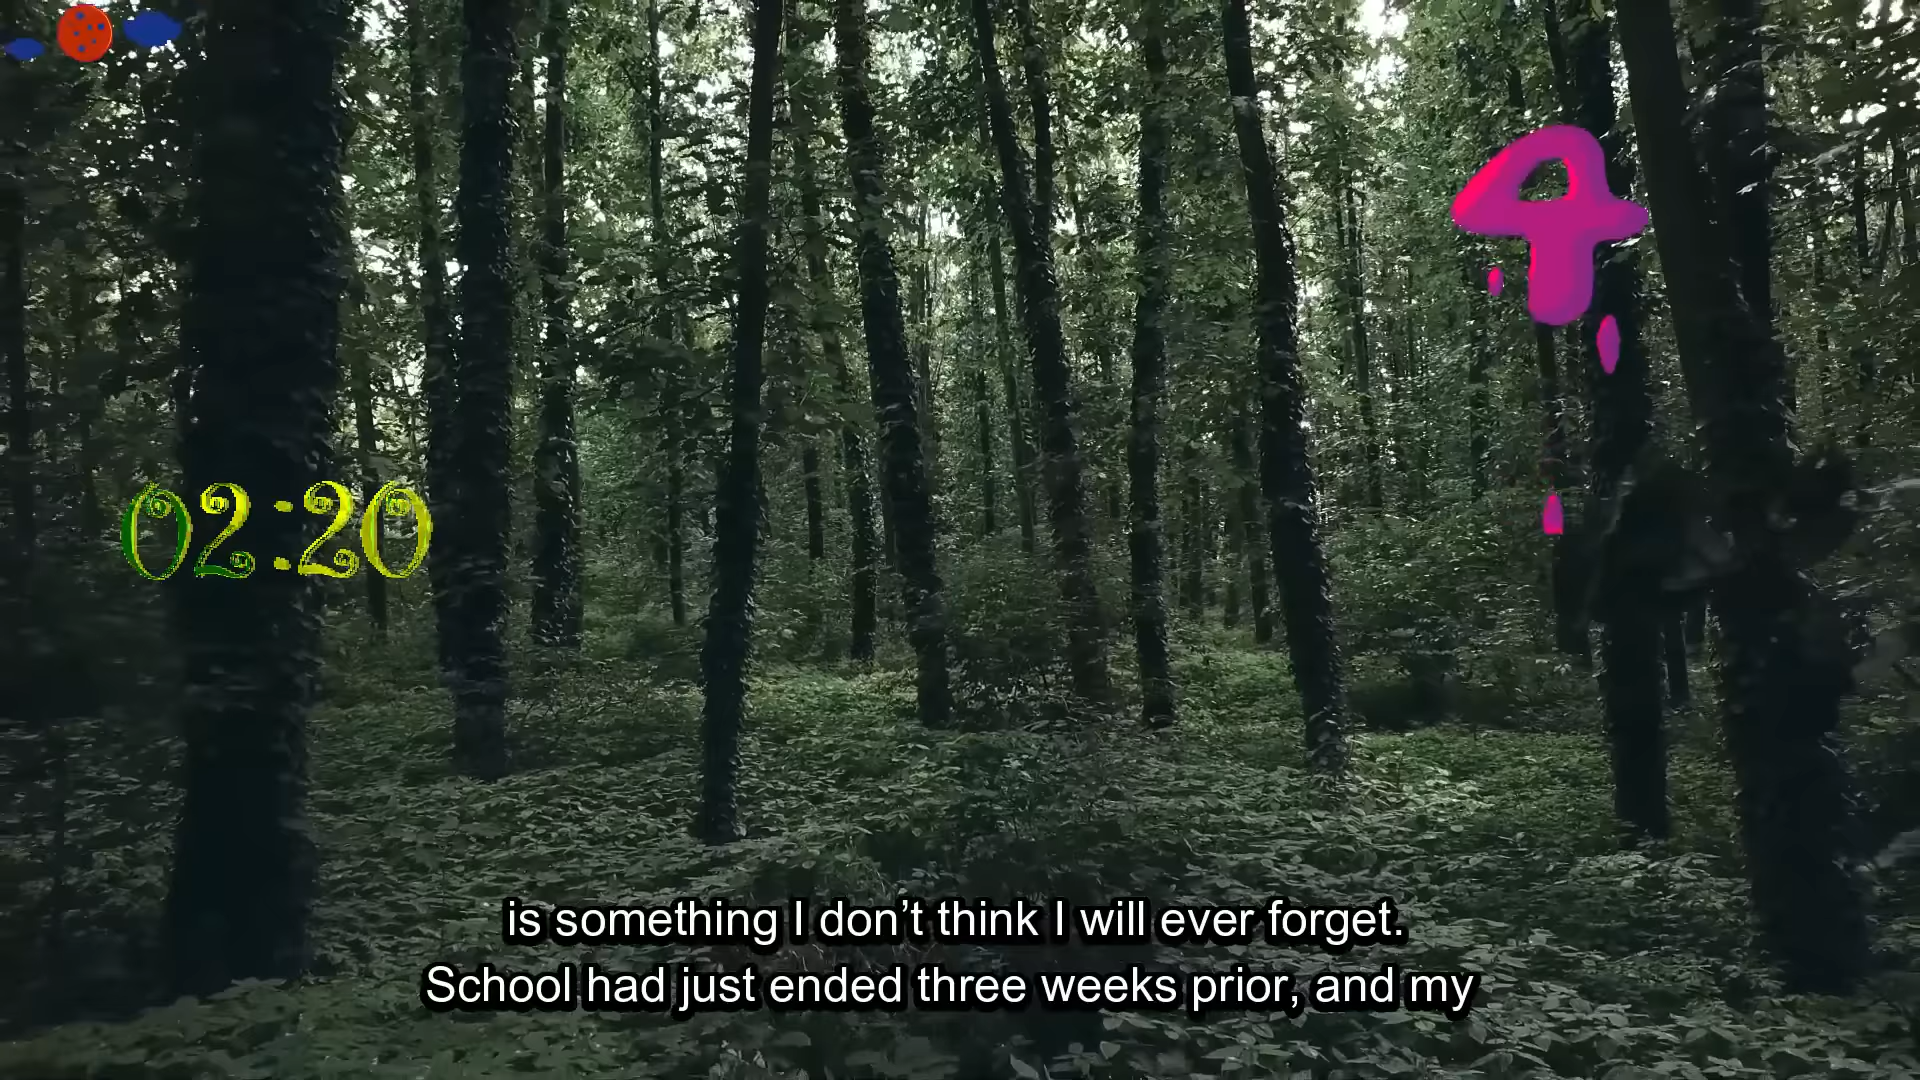 4
02:20
is something I don’t think I will ever forget.
School had just ended three weeks prior, and my